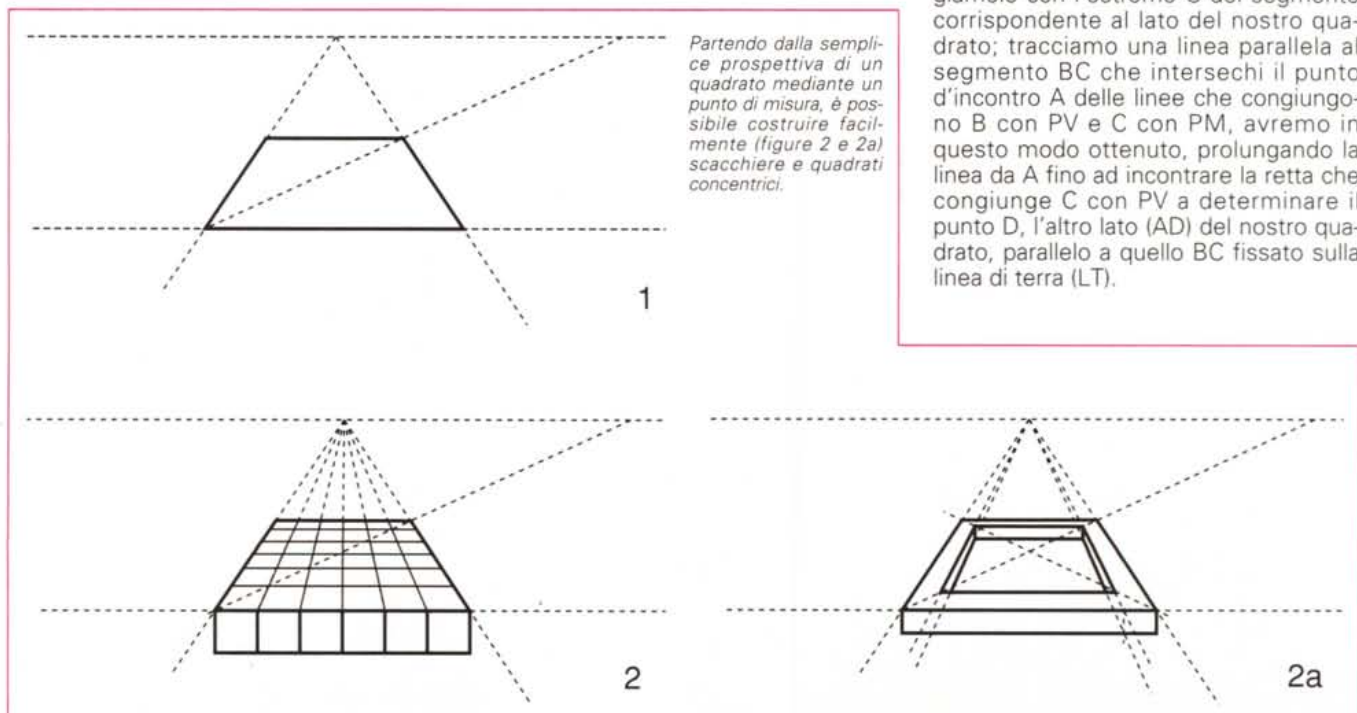 Partendo dalla sempli-
ce prospettiva di un
quadrato mediante un
punto di misura, è pos-
sibile costruire facil-
mente (figure 2 e 2a)
scacchiere e quadrati
concentrici.
corrispondente al lato del nostro qua-
drato; tracciamo una linea parallela al
segmento BC che intersechi il punto
d'incontro A delle linee che congiungo-
no B con PV e C con PM, avremo in
questo modo ottenuto, prolungando la
linea da A fino ad incontrare la retta che
congiunge C con PV a determinare il
punto D, l'altro lato (AD) del nostro qua-
drato, parallelo a quello BC fissato sulla
linea di terra (LT).
1
2
2a